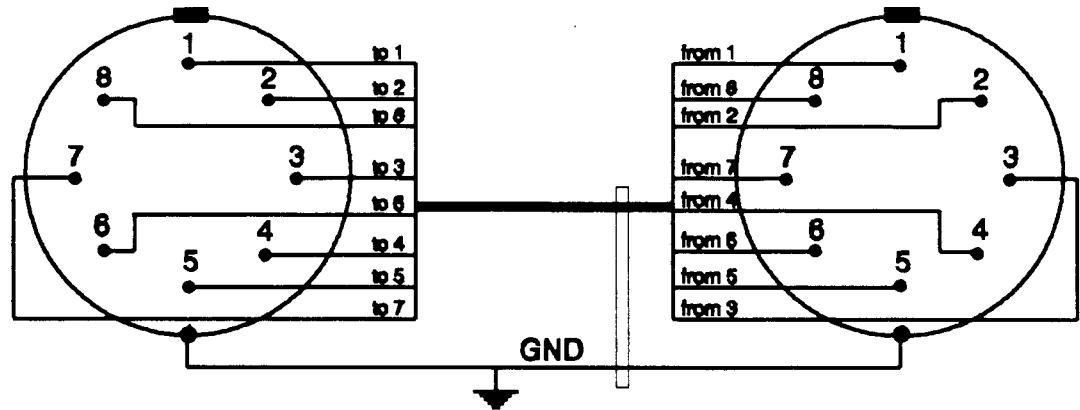 1
8
2
7
3
6
4
5
to 1
to 2
to 8
to 3
to 6
to 4
to 5
to 7
from 1
from 8
from 2
from 7
from 4
from 6
from 5
from 3
1
8
2
7
3
6
4
5
GND